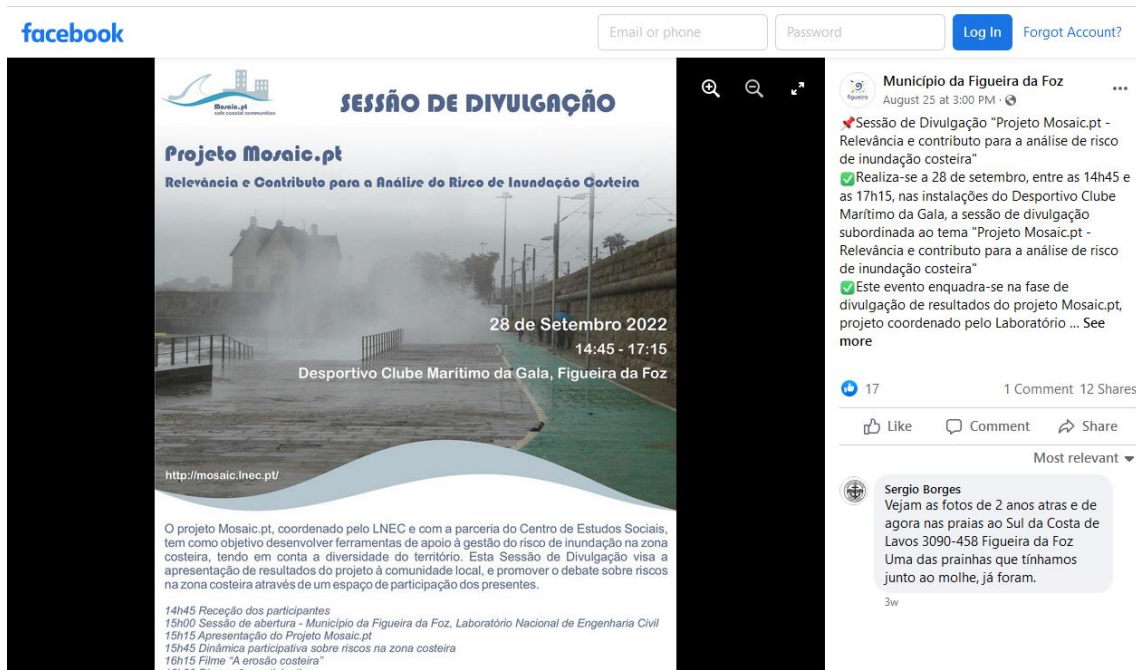 facebook
Email or phone
Password
Log In
Forgot Account?
Mosaic.pt
safe coastal communities
SESSÃO DE DIVULGAÇÃO
Projeto Mosaic.pt
Relevância e Contributo para a Análise do Risco de Inundação Costeira
28 de Setembro 2022
14:45 - 17:15
Desportivo Clube Marítimo da Gala, Figueira da Foz
http://mosaic.lnec.pt/
O projeto Mosaic.pt, coordenado pelo LNEC e com a parceria do Centro de Estudos Sociais,
tem como objetivo desenvolver ferramentas de apoio à gestão do risco de inundação na zona
costeira, tendo em conta a diversidade do território. Esta Sessão de Divulgação visa a
apresentação de resultados do projeto à comunidade local, e promover o debate sobre riscos
na zona costeira através de um espaço de participação dos presentes.
14h45 Receção dos participantes
15h00 Sessão de abertura - Município da Figueira da Foz, Laboratório Nacional de Engenharia Civil
15h15 Apresentação do Projeto Mosaic.pt
15h45 Dinâmica participativa sobre riscos na zona costeira
16h15 Filme "A erosão costeira"
figueira
Município da Figueira da Foz
August 25 at 3:00 PM ·
📌Sessão de Divulgação "Projeto Mosaic.pt -
Relevância e contributo para a análise de risco
de inundação costeira"
✅Realiza-se a 28 de setembro, entre as 14h45 e
as 17h15, nas instalações do Desportivo Clube
Marítimo da Gala, a sessão de divulgação
subordinada ao tema "Projeto Mosaic.pt -
Relevância e contributo para a análise de risco
de inundação costeira"
✅Este evento enquadra-se na fase de
divulgação de resultados do projeto Mosaic.pt,
projeto coordenado pelo Laboratório ... See
more
17
1 Comment 12 Shares
Like
Comment
Share
Most relevant
Sergio Borges
Vejam as fotos de 2 anos atras e de
agora nas praias ao Sul da Costa de
Lavos 3090-458 Figueira da Foz
Uma das prainhas que tínhamos
junto ao molhe, já foram.
3w